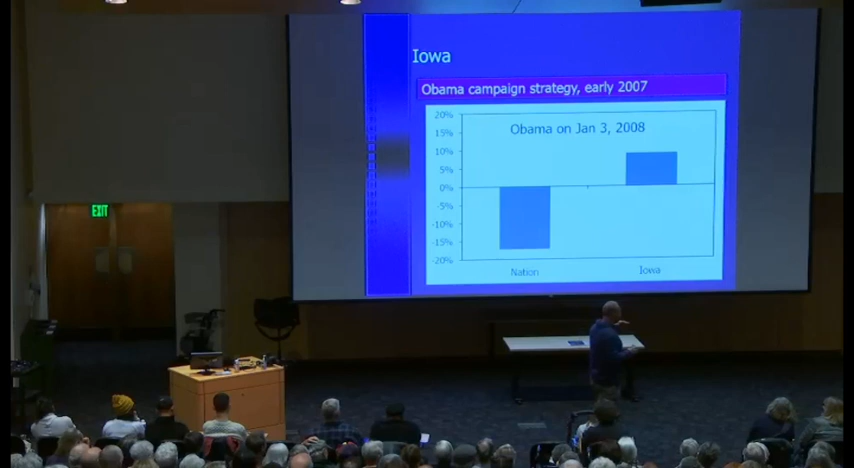 Iowa
Obama campaign strategy, early 2007
Obama on Jan 3, 2008
20%
15%
10%
5%
0%
-5%
-10%
-15%
-20%
Nation
Iowa
EXIT